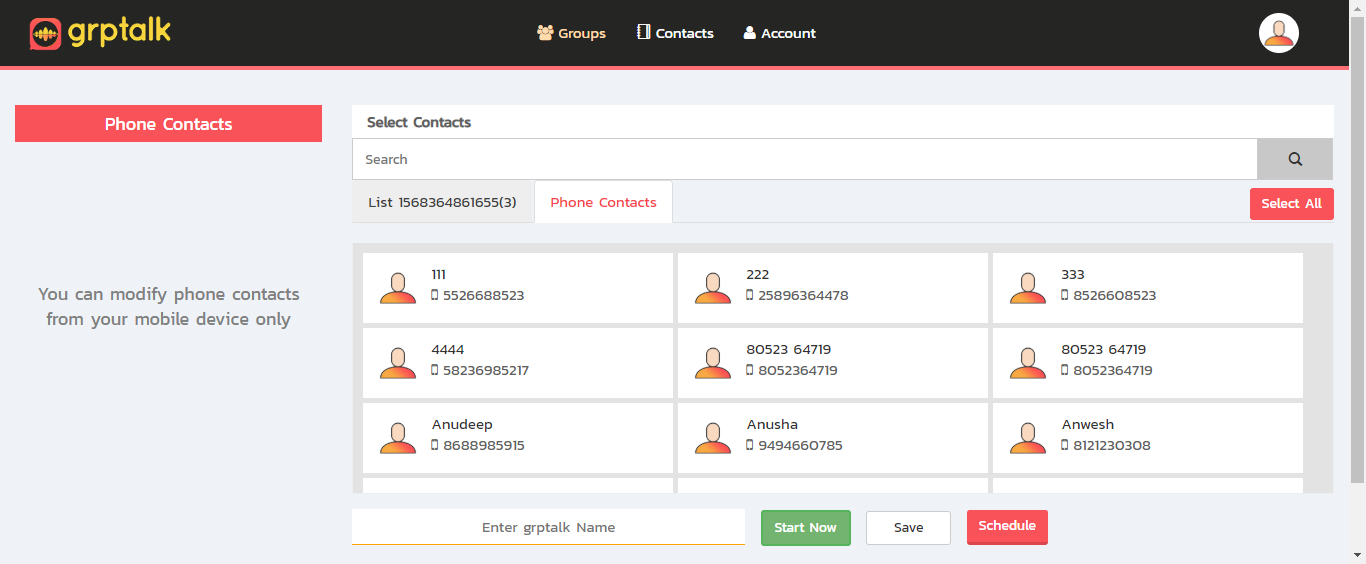 grptalk
Groups
Contacts
Account
Phone Contacts
You can modify phone contacts
from your mobile device only
Select Contacts
Search
List 1568364861655(3)
Phone Contacts
Select All
111
5526688523
222
25896364478
333
8526608523
4444
58236985217
80523 64719
8052364719
80523 64719
8052364719
Anudeep
8688985915
Anusha
9494660785
Anwesh
8121230308
Enter grptalk Name
Start Now
Save
Schedule